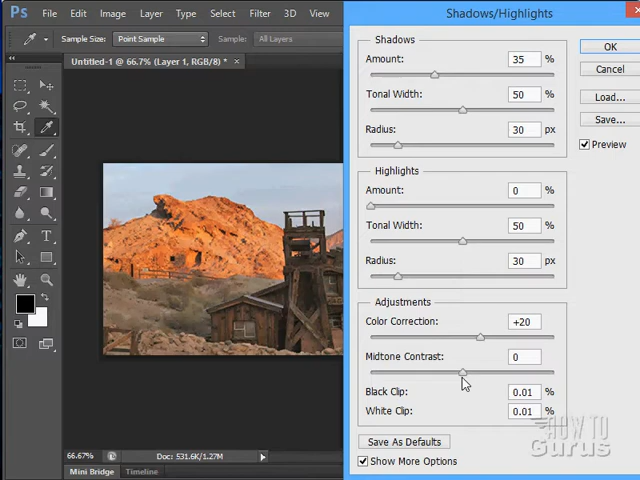 Ps File Edit Image Layer Type Select Filter 3D View
Sample Size: Point Sample Sample: All Layers
Untitled-1 @ 66.7% (Layer 1, RGB/8) * ×
Shadows/Highlights
Shadows
Amount: 35 %
Tonal Width: 50 %
Radius: 30 px
Highlights
Amount: 0 %
Tonal Width: 50 %
Radius: 30 px
Adjustments
Color Correction: +20
Midtone Contrast: 0
Black Clip: 0.01 %
White Clip: 0.01 %
Save As Defaults
Show More Options
OK
Cancel
Load...
Save...
Preview
T
66.67% Doc: 531.6K/1.27M
Mini Bridge Timeline
HOW TO
Gurus